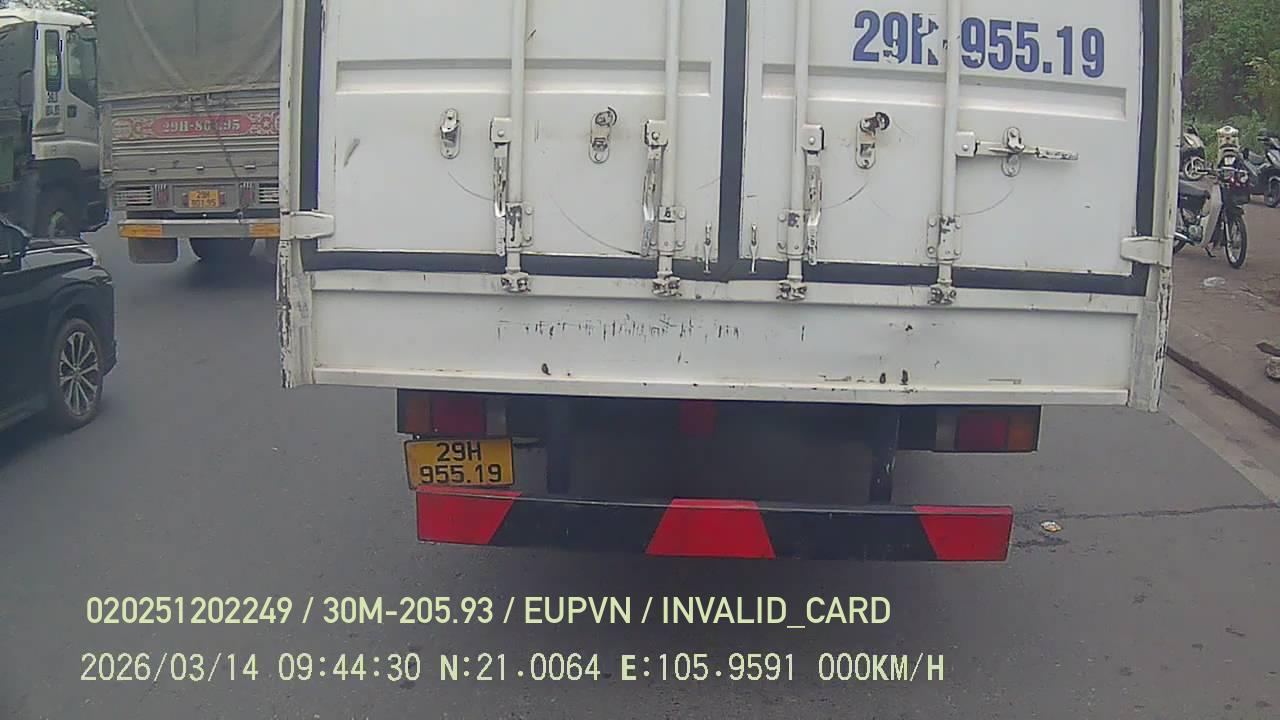 29H-955.19
29H
955.19
020251202249 / 30M-205.93 / EUPVN / INVALID_CARD
2026/03/14 09:44:30 N:21.0064 E:105.9591 000KM/H